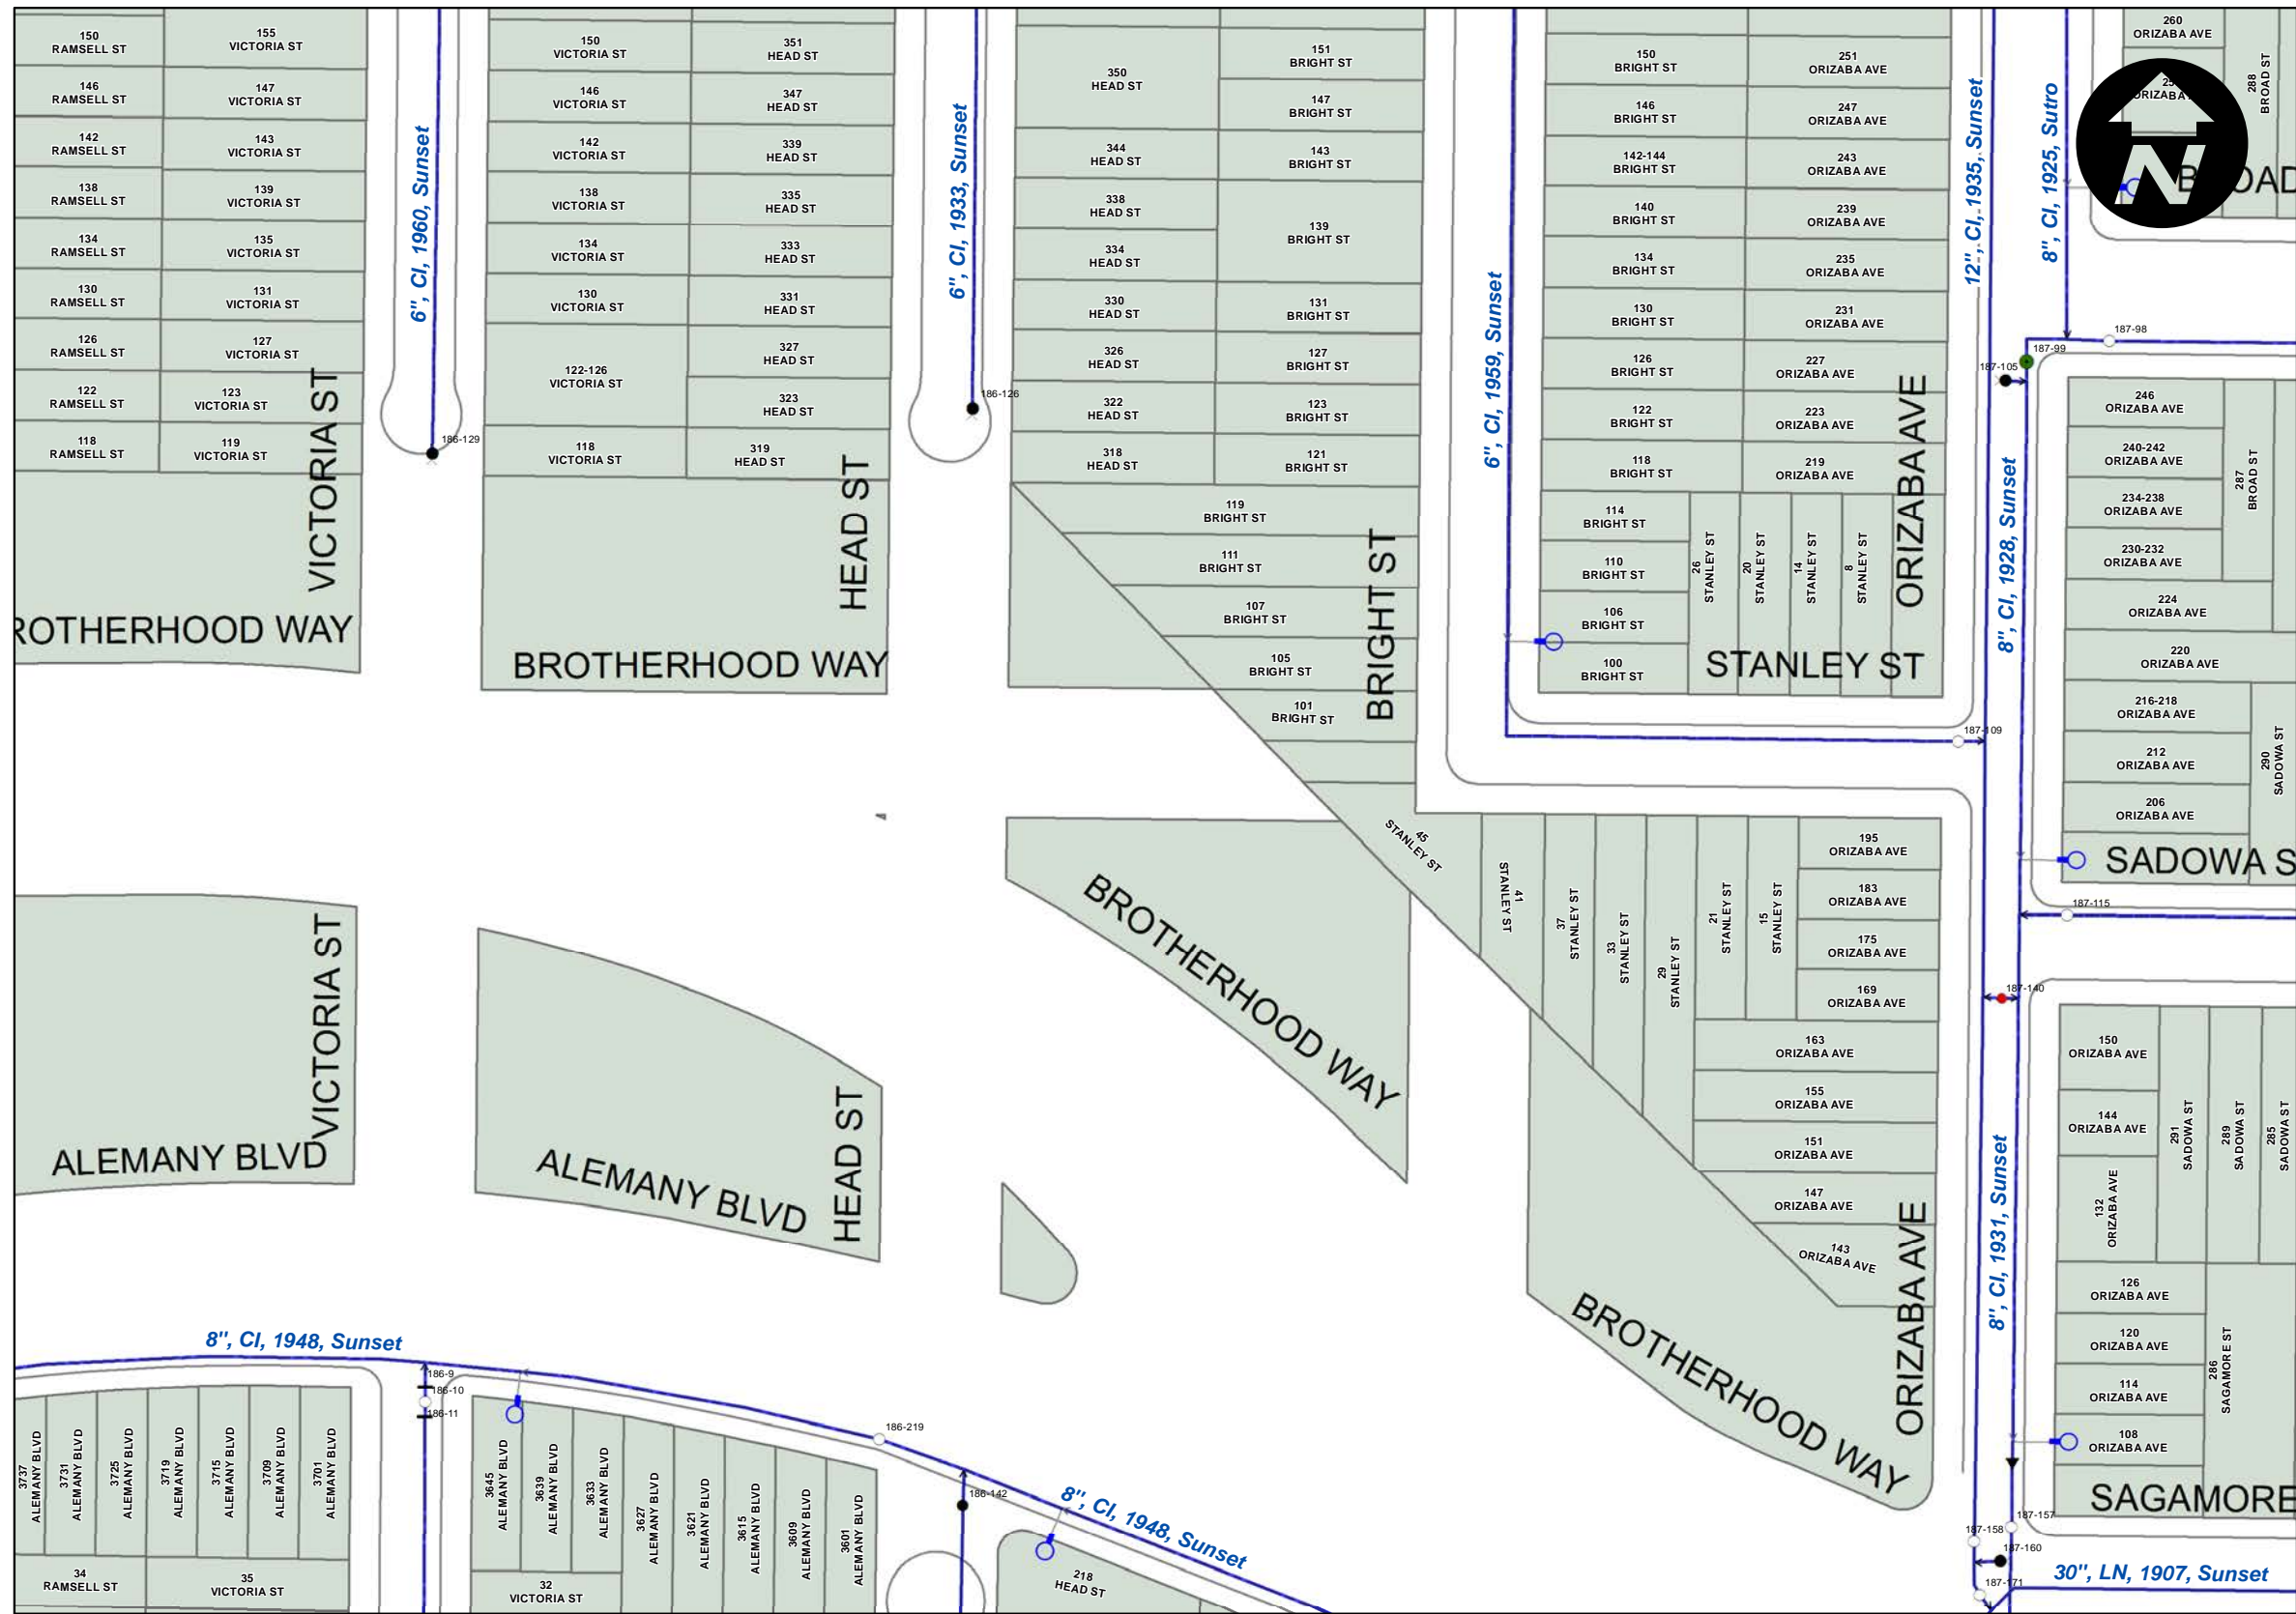 150
RAMSELL ST
146
RAMSELL ST
142
RAMSELL ST
138
RAMSELL ST
134
RAMSELL ST
130
RAMSELL ST
126
RAMSELL ST
122
RAMSELL ST
118
RAMSELL ST
155
VICTORIA ST
147
VICTORIA ST
143
VICTORIA ST
139
VICTORIA ST
135
VICTORIA ST
131
VICTORIA ST
127
VICTORIA ST
123
VICTORIA ST
119
VICTORIA ST
VICTORIA ST
ROTHERHOOD WAY
6", CI, 1960, Sunset
186-129
150
VICTORIA ST
146
VICTORIA ST
142
VICTORIA ST
138
VICTORIA ST
134
VICTORIA ST
130
VICTORIA ST
122-126
VICTORIA ST
118
VICTORIA ST
351
HEAD ST
347
HEAD ST
339
HEAD ST
335
HEAD ST
333
HEAD ST
331
HEAD ST
327
HEAD ST
323
HEAD ST
319
HEAD ST
HEAD ST
BROTHERHOOD WAY
6", CI, 1933, Sunset
186-126
350
HEAD ST
344
HEAD ST
338
HEAD ST
334
HEAD ST
330
HEAD ST
326
HEAD ST
322
HEAD ST
318
HEAD ST
151
BRIGHT ST
147
BRIGHT ST
143
BRIGHT ST
139
BRIGHT ST
131
BRIGHT ST
127
BRIGHT ST
123
BRIGHT ST
121
BRIGHT ST
119
BRIGHT ST
111
BRIGHT ST
107
BRIGHT ST
105
BRIGHT ST
101
BRIGHT ST
BRIGHT ST
6", CI, 1959, Sunset
150
BRIGHT ST
146
BRIGHT ST
142-144
BRIGHT ST
140
BRIGHT ST
134
BRIGHT ST
130
BRIGHT ST
126
BRIGHT ST
122
BRIGHT ST
118
BRIGHT ST
114
BRIGHT ST
110
BRIGHT ST
106
BRIGHT ST
100
BRIGHT ST
251
ORIZABA AVE
247
ORIZABA AVE
243
ORIZABA AVE
239
ORIZABA AVE
235
ORIZABA AVE
231
ORIZABA AVE
227
ORIZABA AVE
223
ORIZABA AVE
219
ORIZABA AVE
26
STANLEY ST
20
STANLEY ST
14
STANLEY ST
8
STANLEY ST
ORIZABA AVE
STANLEY ST
187-109
12", CI, 1935, Sunset
8", CI, 1925, Sutro
8", CI, 1928, Sunset
260
ORIZABA AVE
288
BROAD ST
N
187-98
187-99
187-105
246
ORIZABA AVE
240-242
ORIZABA AVE
234-238
ORIZABA AVE
230-232
ORIZABA AVE
224
ORIZABA AVE
220
ORIZABA AVE
216-218
ORIZABA AVE
212
ORIZABA AVE
206
ORIZABA AVE
287
BROAD ST
290
SADOWA ST
SADOWA S
187-115
187-140
45
STANLEY ST
41
STANLEY ST
37
STANLEY ST
33
STANLEY ST
29
STANLEY ST
21
STANLEY ST
15
STANLEY ST
195
ORIZABA AVE
183
ORIZABA AVE
175
ORIZABA AVE
169
ORIZABA AVE
163
ORIZABA AVE
155
ORIZABA AVE
151
ORIZABA AVE
147
ORIZABA AVE
143
ORIZABA AVE
ORIZABA AVE
BROTHERHOOD WAY
BROTHERHOOD WAY
8", CI, 1931, Sunset
150
ORIZABA AVE
144
ORIZABA AVE
132
ORIZABA AVE
291
SADOWA ST
289
SADOWA ST
285
SADOWA ST
126
ORIZABA AVE
120
ORIZABA AVE
114
ORIZABA AVE
108
ORIZABA AVE
286
SAGAMORE ST
SAGAMORE
187-157
187-158
187-160
187-171
30", LN, 1907, Sunset
VICTORIA ST
ALEMANY BLVD
HEAD ST
ALEMANY BLVD
8", CI, 1948, Sunset
186-9
186-10
186-11
186-219
186-142
8", CI, 1948, Sunset
3737
ALEMANY BLVD
3731
ALEMANY BLVD
3725
ALEMANY BLVD
3719
ALEMANY BLVD
3715
ALEMANY BLVD
3709
ALEMANY BLVD
3701
ALEMANY BLVD
34
RAMSELL ST
35
VICTORIA ST
3645
ALEMANY BLVD
3639
ALEMANY BLVD
3633
ALEMANY BLVD
3627
ALEMANY BLVD
3621
ALEMANY BLVD
3615
ALEMANY BLVD
3609
ALEMANY BLVD
3601
ALEMANY BLVD
32
VICTORIA ST
218
HEAD ST